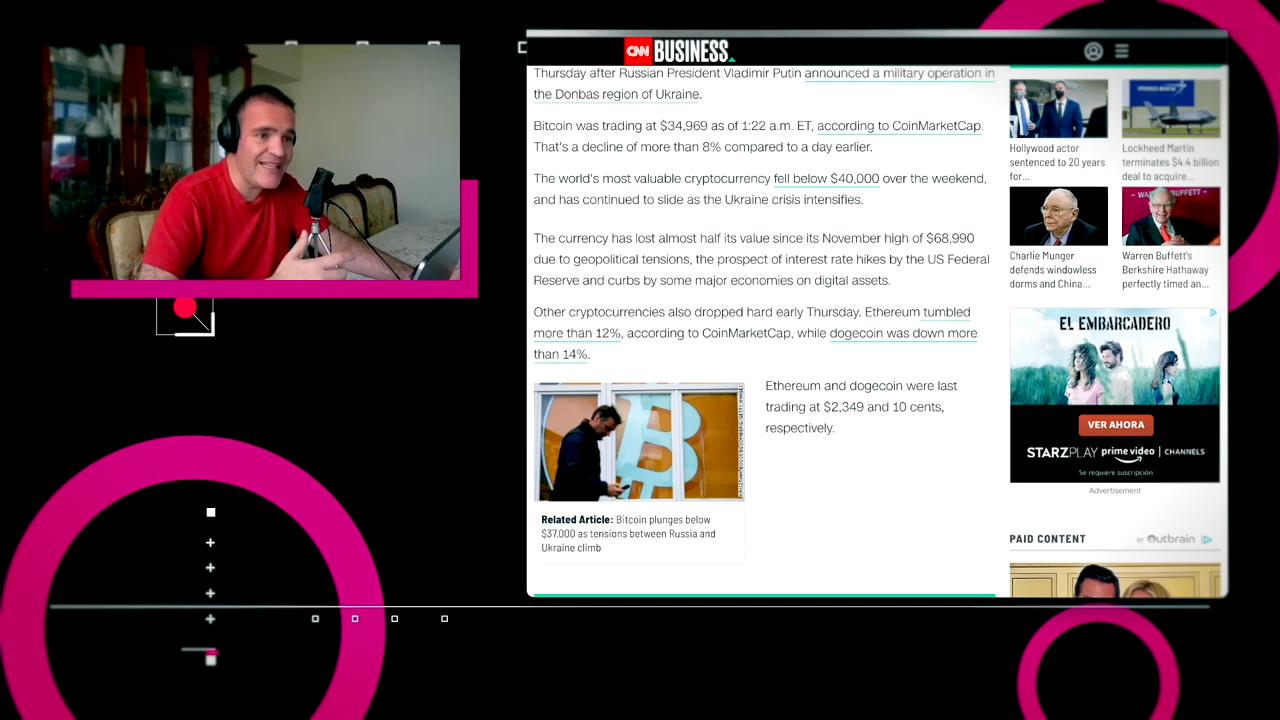 CNN BUSINESS
Thursday after Russian President Vladimir Putin announced a military operation in
the Donbas region of Ukraine.
Bitcoin was trading at $34,969 as of 1:22 a.m. ET, according to CoinMarketCap.
That's a decline of more than 8% compared to a day earlier.
The world's most valuable cryptocurrency fell below $40,000 over the weekend,
and has continued to slide as the Ukraine crisis intensifies.
The currency has lost almost half its value since its November high of $68,990
due to geopolitical tensions, the prospect of interest rate hikes by the US Federal
Reserve and curbs by some major economies on digital assets.
Other cryptocurrencies also dropped hard early Thursday. Ethereum tumbled
more than 12%, according to CoinMarketCap, while dogecoin was down more
than 14%.
Ethereum and dogecoin were last
trading at $2,349 and 10 cents,
respectively.
Related Article: Bitcoin plunges below
$37,000 as tensions between Russia and
Ukraine climb
Hollywood actor
sentenced to 20 years
for...
Lockheed Martin
terminates $4.4 billion
deal to acquire...
Charlie Munger
defends windowless
dorms and China...
Warren Buffett's
Berkshire Hathaway
perfectly timed an...
EL EMBARCADERO
VER AHORA
STARZPLAY prime video | CHANNELS
Se requiere suscripción
Advertisement
PAID CONTENT
BY Outbrain